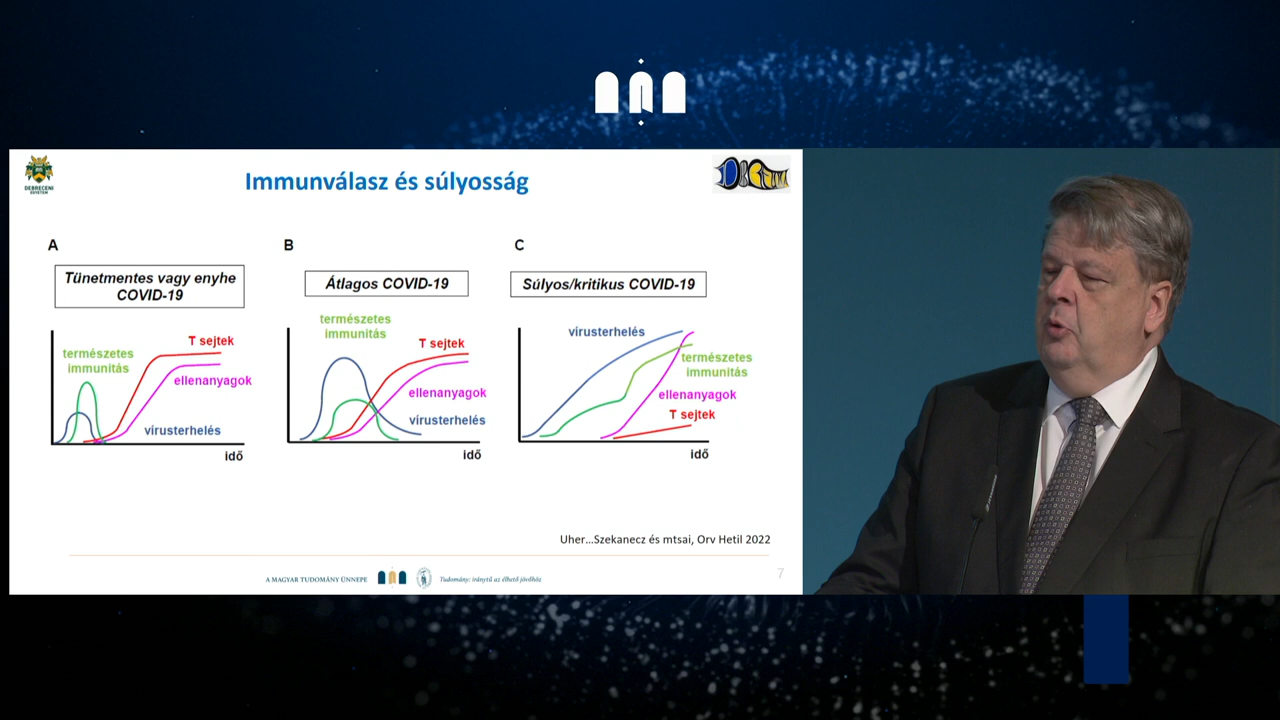 DEBRECENI
EGYETEM
Immunválasz és súlyosság
A
Tünetmentes vagy enyhe
COVID-19
természetes
immunitás
T sejtek
ellenanyagok
vírusterhelés
idő
B
Átlagos COVID-19
természetes
immunitás
T sejtek
ellenanyagok
vírusterhelés
idő
C
Súlyos/kritikus COVID-19
vírusterhelés
természetes
immunitás
ellenanyagok
T sejtek
idő
Uher...Szekanecz és mtsai, Orv Hetil 2022
A MAGYAR TUDOMÁNY ÜNNEPE
Tudomány: iránytű az élhető jövőhöz
7